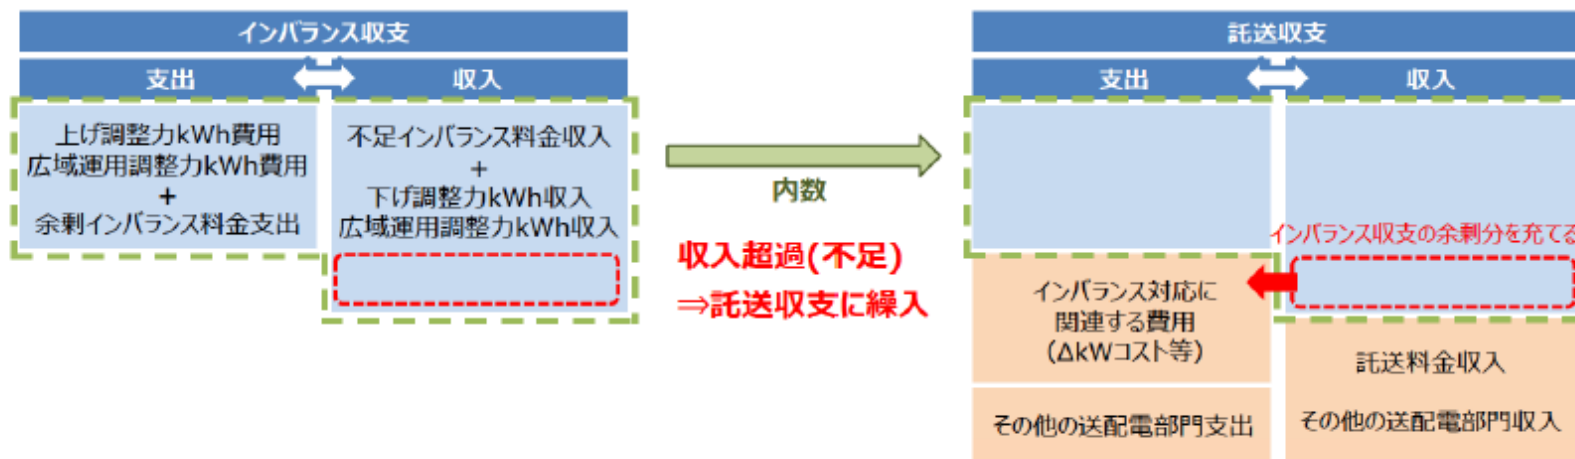 インバランス収支
支出
収入
上げ調整力kWh費用
広域運用調整力kWh費用
+
余剰インバランス料金支出
不足インバランス料金収入
+
下げ調整力kWh収入
広域運用調整力kWh収入
内数
収入超過(不足)
⇒託送収支に繰入
託送収支
支出
収入
インバランス収支の余剰分を充てる
インバランス対応に
関連する費用
(ΔkWコスト等)
その他の送配電部門支出
託送料金収入
その他の送配電部門収入